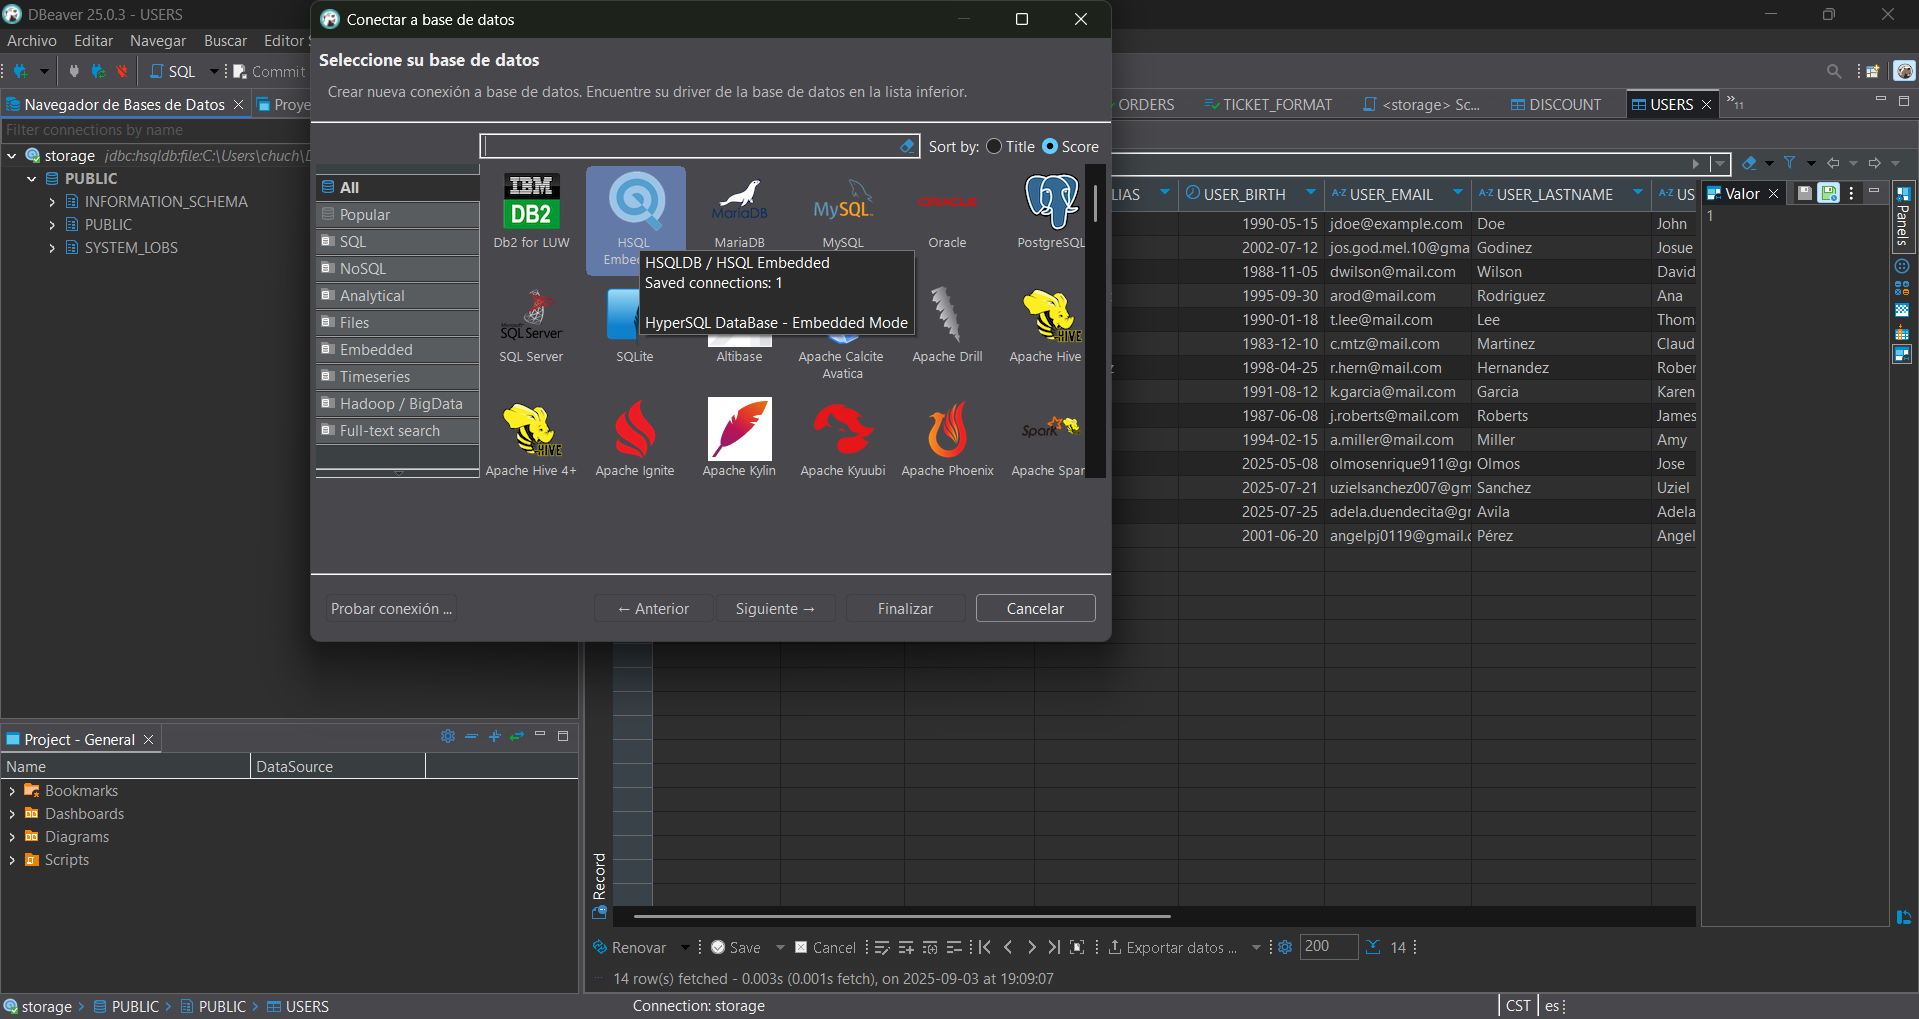 DBeaver 25.0.3 - USERS
Archivo Editar Navegar Buscar Editor
SQL Commit
Navegador de Bases de Datos
Filter connections by name
storage jdbc:hsqldb:file:C:\Users\chuch\
PUBLIC
INFORMATION_SCHEMA
PUBLIC
SYSTEM_LOBS
Conectar a base de datos
Seleccione su base de datos
Crear nueva conexión a base de datos. Encuentre su driver de la base de datos en la lista inferior.
Sort by: Title Score
All
Popular
SQL
NoSQL
Analytical
Files
Embedded
Timeseries
Hadoop / BigData
Full-text search
IBM DB2
MariaDB
MySQL
ORACLE
Db2 for LUW
HSQL
MariaDB
MySQL
Oracle
PostgreSQL
HSQLDB / HSQL Embedded
Saved connections: 1
HyperSQL DataBase - Embedded Mode
SQL Server
HIVE
SQL Server
SQLite
Altibase
Apache Calcite Avatica
Apache Drill
Apache Hive
HIVE
Spark
Apache Hive 4+
Apache Ignite
Apache Kylin
Apache Kyuubi
Apache Phoenix
Apache Spar
Probar conexión ...
← Anterior
Siguiente →
Finalizar
Cancelar
ORDERS
TICKET_FORMAT
<storage> Sc...
DISCOUNT
USERS
»11
IAS USER_BIRTH A-Z USER_EMAIL A-Z USER_LASTNAME A-Z US
1990-05-15 jdoe@example.com Doe John
2002-07-12 jos.god.mel.10@gma Godinez Josue
1988-11-05 dwilson@mail.com Wilson David
1995-09-30 arod@mail.com Rodriguez Ana
1990-01-18 t.lee@mail.com Lee Thom
1983-12-10 c.mtz@mail.com Martinez Claud
1998-04-25 r.hern@mail.com Hernandez Rober
1991-08-12 k.garcia@mail.com Garcia Karen
1987-06-08 j.roberts@mail.com Roberts James
1994-02-15 a.miller@mail.com Miller Amy
2025-05-08 olmosenrique911@gr Olmos Jose
2025-07-21 uzielsanchez007@gm Sanchez Uziel
2025-07-25 adela.duendecita@gr Avila Adela
2001-06-20 angelpj0119@gmail.c Pérez Angel
Valor
1
Panels
Project - General
Name DataSource
Bookmarks
Dashboards
Diagrams
Scripts
Record
Renovar Save Cancel Exportar datos ... 200 14
14 row(s) fetched - 0.003s (0.001s fetch), on 2025-09-03 at 19:09:07
storage PUBLIC PUBLIC USERS
Connection: storage
CST es